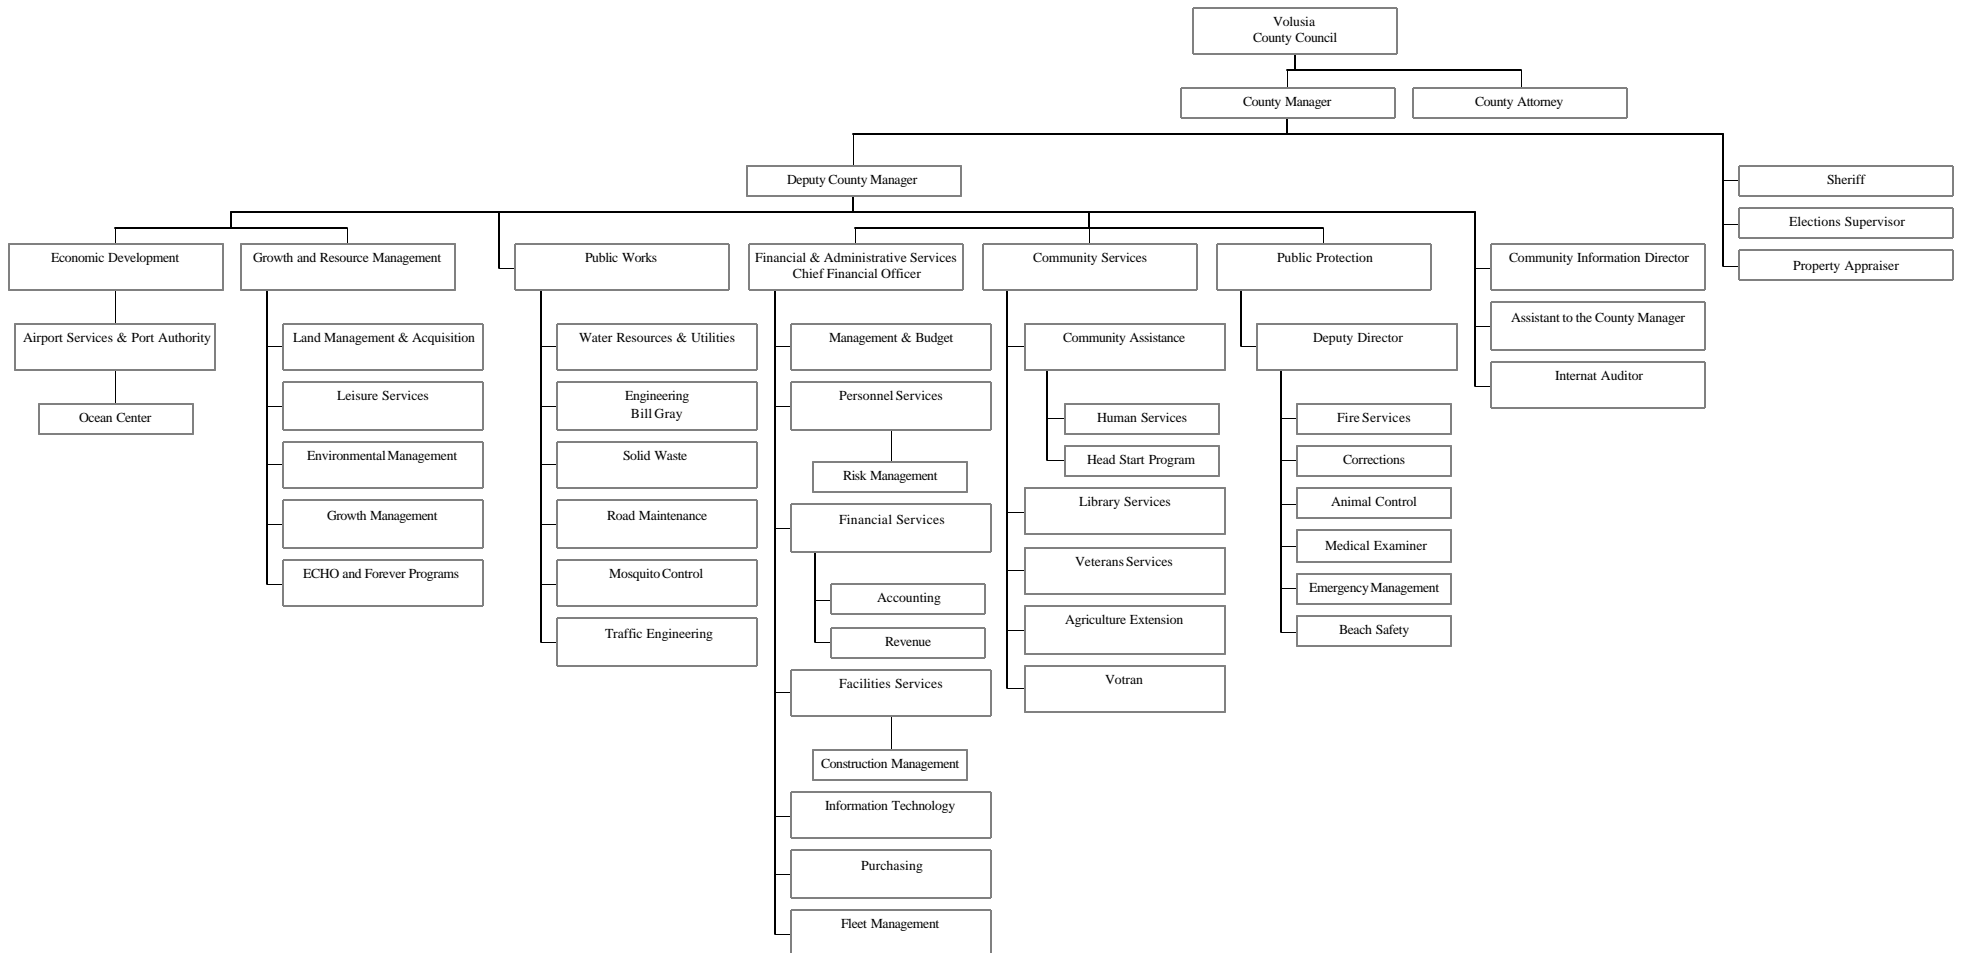 Volusia
County Council
County Manager
County Attorney
Deputy County Manager
Sheriff
Elections Supervisor
Property Appraiser
Economic Development
Growth and Resource Management
Public Works
Financial & Administrative Services
Chief Financial Officer
Community Services
Public Protection
Community Information Director
Assistant to the County Manager
Internat Auditor
Airport Services & Port Authority
Ocean Center
Land Management & Acquisition
Leisure Services
Environmental Management
Growth Management
ECHO and Forever Programs
Water Resources & Utilities
Engineering
Bill Gray
Solid Waste
Road Maintenance
Mosquito Control
Traffic Engineering
Management & Budget
Personnel Services
Risk Management
Financial Services
Accounting
Revenue
Facilities Services
Construction Management
Information Technology
Purchasing
Fleet Management
Community Assistance
Human Services
Head Start Program
Library Services
Veterans Services
Agriculture Extension
Votran
Deputy Director
Fire Services
Corrections
Animal Control
Medical Examiner
Emergency Management
Beach Safety